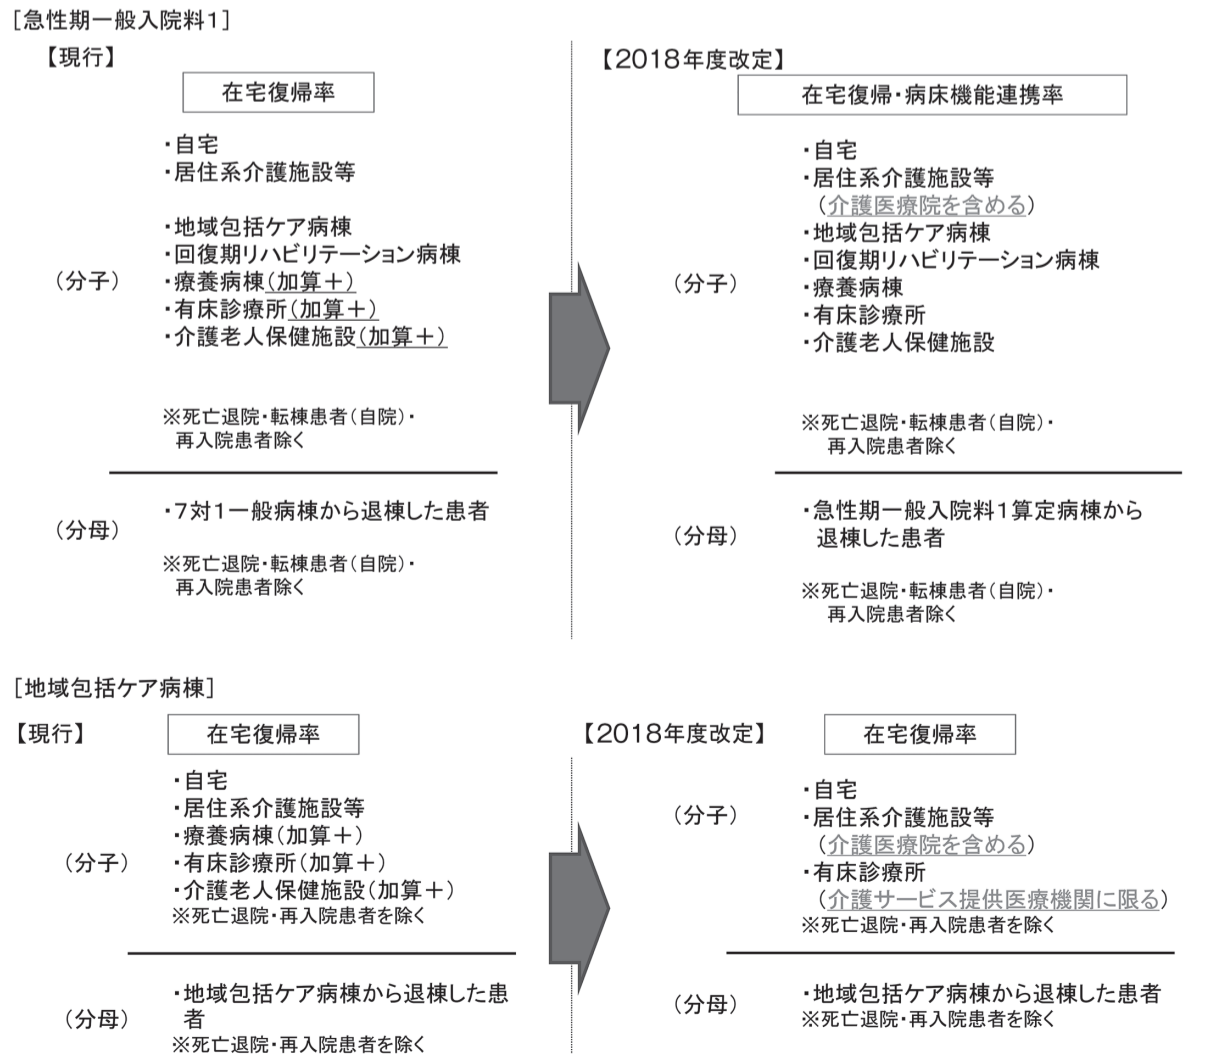 ［急性期一般入院料１］
【現行】
在宅復帰率
・自宅
・居住系介護施設等
・地域包括ケア病棟
・回復期リハビリテーション病棟
（分子）
・療養病棟（加算＋）
・有床診療所（加算＋）
・介護老人保健施設（加算＋）
※死亡退院・転棟患者（自院）・
再入院患者除く
（分母）
・７対１一般病棟から退棟した患者
※死亡退院・転棟患者（自院）・
再入院患者除く
【２０１８年度改定】
在宅復帰・病床機能連携率
・自宅
・居住系介護施設等
（介護医療院を含める）
・地域包括ケア病棟
・回復期リハビリテーション病棟
（分子）
・療養病棟
・有床診療所
・介護老人保健施設
※死亡退院・転棟患者（自院）・
再入院患者除く
（分母）
・急性期一般入院料１算定病棟から
退棟した患者
※死亡退院・転棟患者（自院）・
再入院患者除く
［地域包括ケア病棟］
【現行】
在宅復帰率
・自宅
・居住系介護施設等
・療養病棟（加算＋）
（分子）
・有床診療所（加算＋）
・介護老人保健施設（加算＋）
※死亡退院・再入院患者を除く
（分母）
・地域包括ケア病棟から退棟した患
者
※死亡退院・再入院患者を除く
【２０１８年度改定】
在宅復帰率
・自宅
（分子）
・居住系介護施設等
（介護医療院を含める）
・有床診療所
（介護サービス提供医療機関に限る）
※死亡退院・再入院患者を除く
（分母）
・地域包括ケア病棟から退棟した患者
※死亡退院・再入院患者を除く